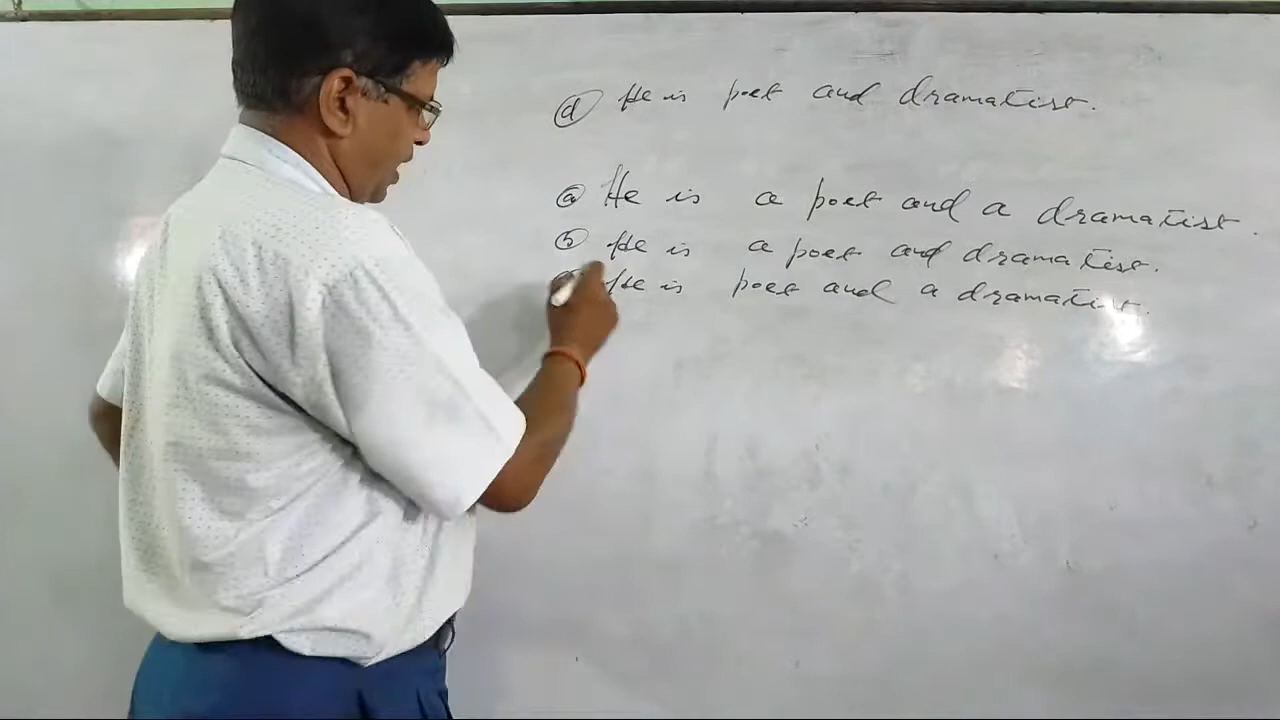 (d) He is poet and dramatist.
(a) He is a poet and a dramatist.
(b) He is a poet and dramatist.
He is poet and a dramatist.